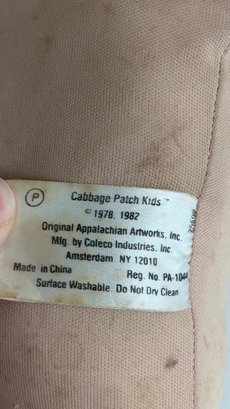 P
Cabbage Patch Kids™
© 1978, 1982
Original Appalachian Artworks, Inc.
Mfg. by Coleco Industries, Inc.
Amsterdam NY 12010
Made in China Reg. No. PA-1044
Surface Washable. Do Not Dry Clean